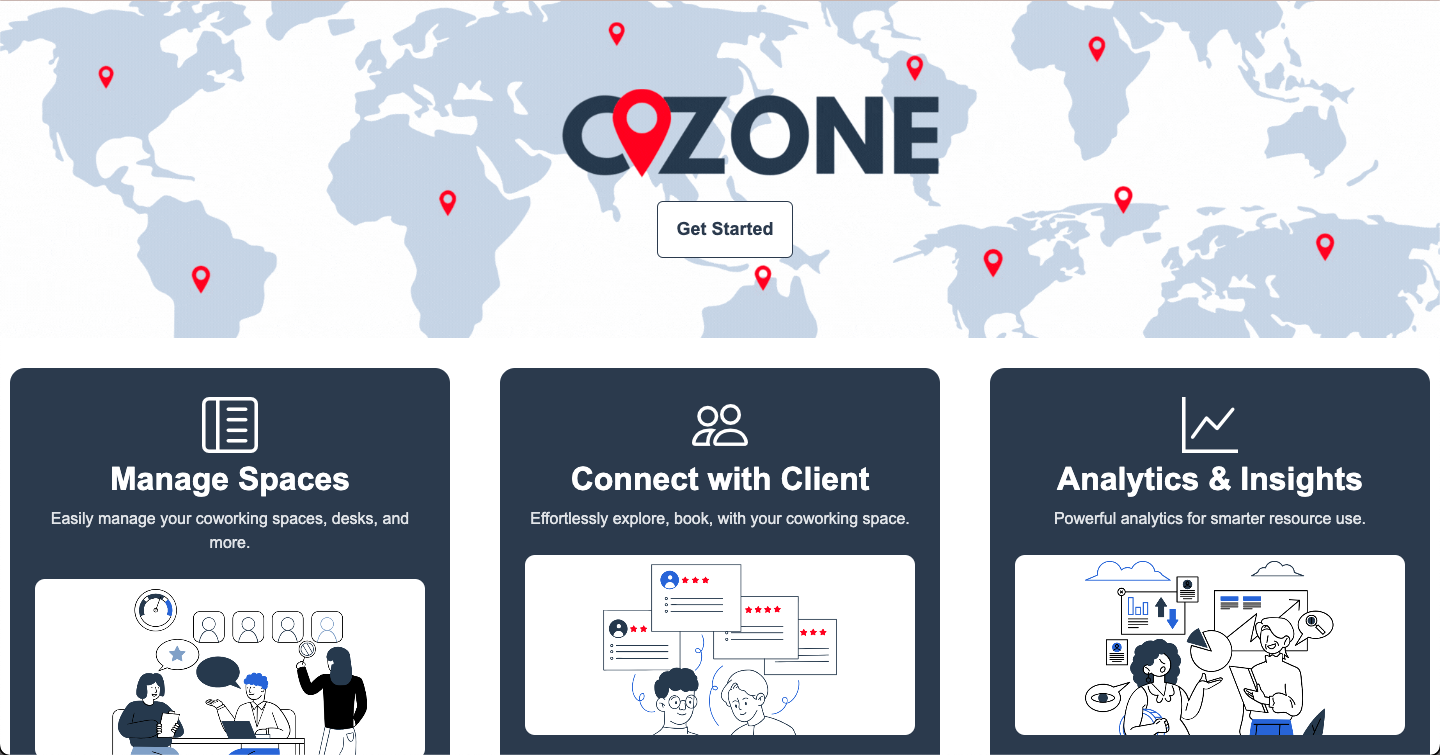 COZONE
Get Started
Manage Spaces
Easily manage your coworking spaces, desks, and
more.
Connect with Client
Effortlessly explore, book, with your coworking space.
Analytics & Insights
Powerful analytics for smarter resource use.